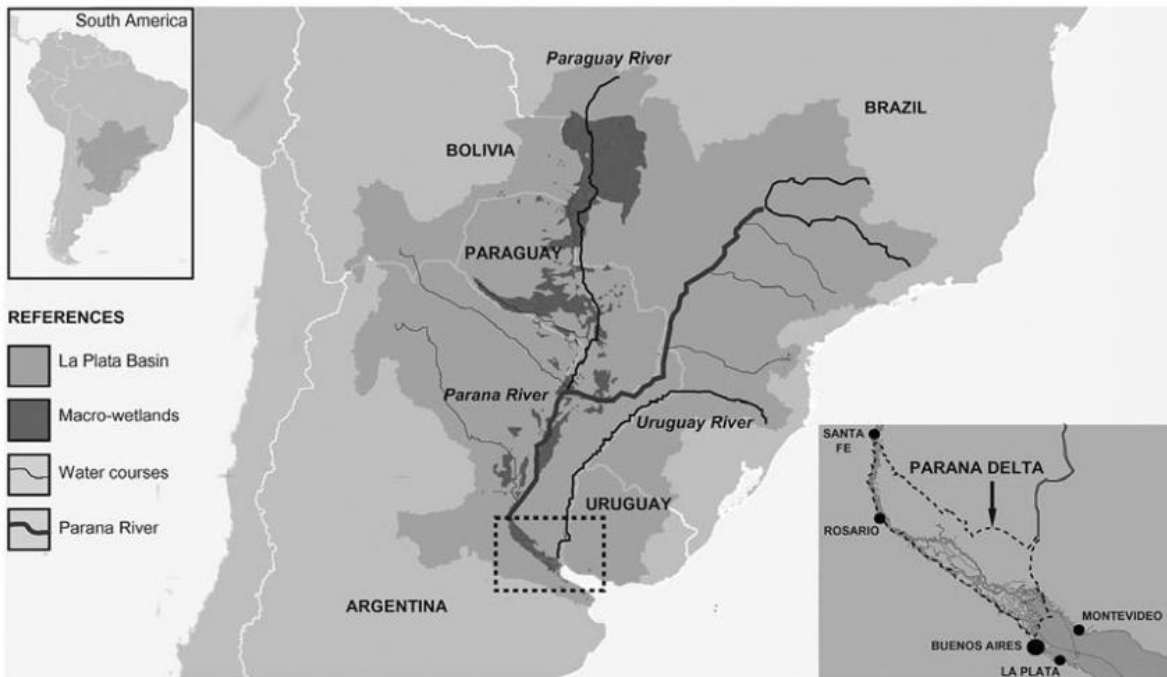 South America
Paraguay River
BRAZIL
BOLIVIA
PARAGUAY
REFERENCES
La Plata Basin
Macro-wetlands
Water courses
Parana River
Parana River
Uruguay River
URUGUAY
ARGENTINA
SANTA
FE
PARANA DELTA
ROSARIO
MONTEVIDEO
BUENOS AIRES
LA PLATA